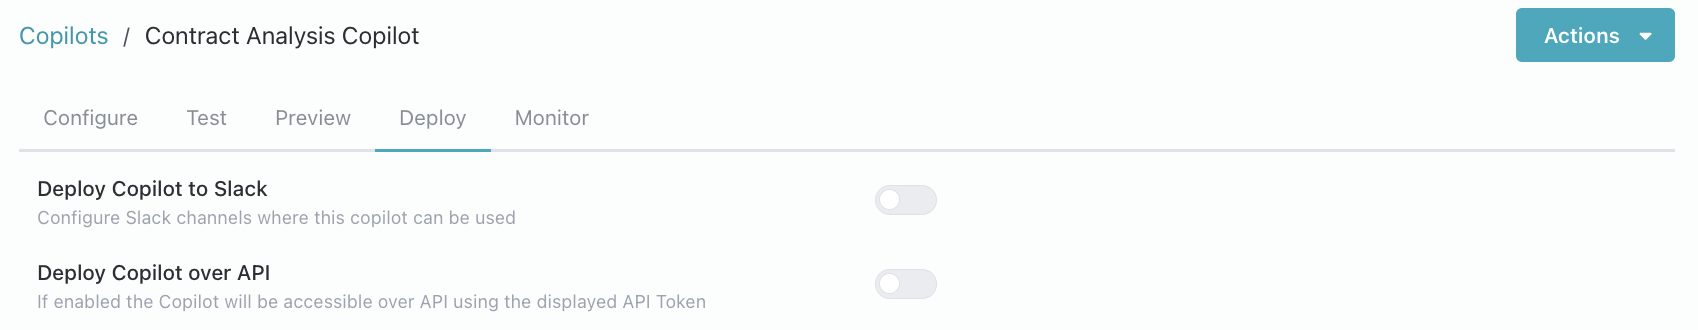 Copilots / Contract Analysis Copilot
Actions
Configure Test Preview Deploy Monitor
Deploy Copilot to Slack
Configure Slack channels where this copilot can be used
Deploy Copilot over API
If enabled the Copilot will be accessible over API using the displayed API Token